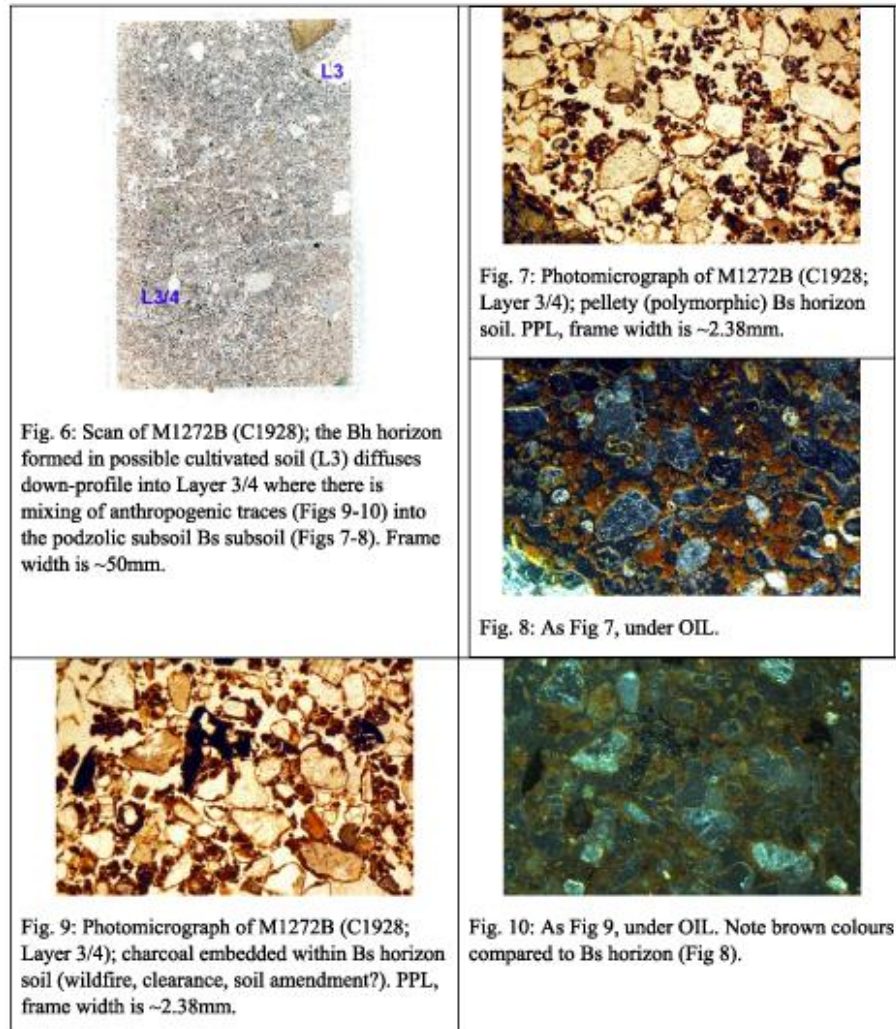 L3
L3/4
Fig. 6: Scan of M1272B (C1928); the Bh horizon
formed in possible cultivated soil (L3) diffuses
down-profile into Layer 3/4 where there is
mixing of anthropogenic traces (Figs 9-10) into
the podzolic subsoil Bs subsoil (Figs 7-8). Frame
width is ~50mm.
Fig. 7: Photomicrograph of M1272B (C1928;
Layer 3/4); pellety (polymorphic) Bs horizon
soil. PPL, frame width is ~2.38mm.
Fig. 8: As Fig 7, under OIL.
Fig. 9: Photomicrograph of M1272B (C1928;
Layer 3/4); charcoal embedded within Bs horizon
soil (wildfire, clearance, soil amendment?). PPL,
frame width is ~2.38mm.
Fig. 10: As Fig 9, under OIL. Note brown colours
compared to Bs horizon (Fig 8).